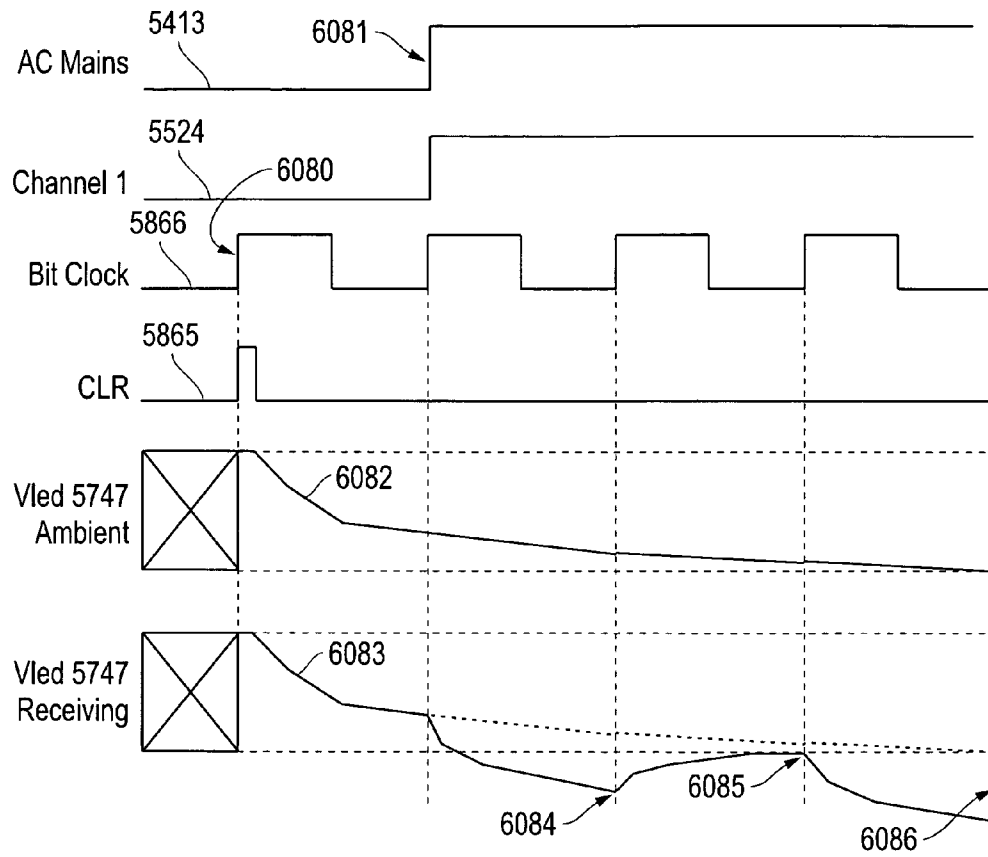 5413
AC Mains
6081
5524
Channel 1
6080
5866
Bit Clock
5865
CLR
Vled 5747
Ambient
6082
Vled 5747
Receiving
6083
6084
6085
6086